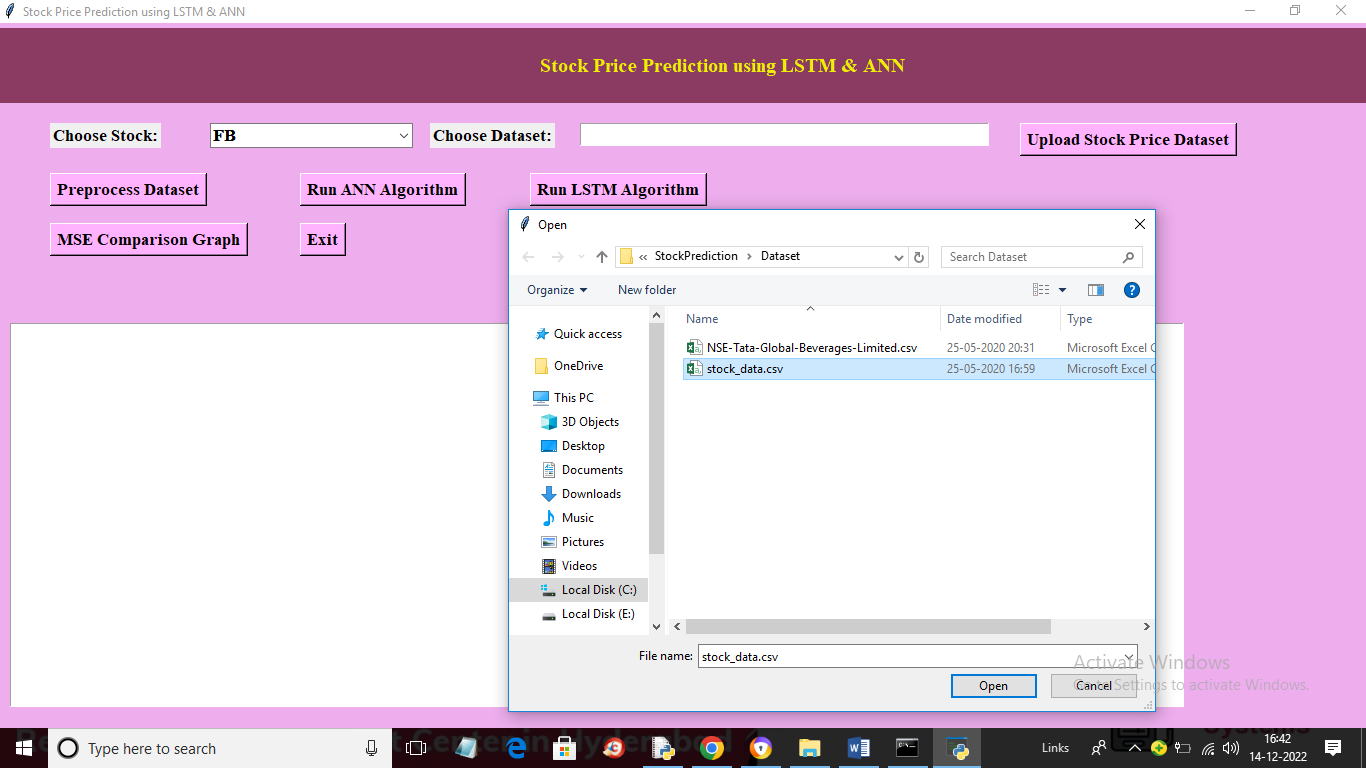 Stock Price Prediction using LSTM & ANN
Stock Price Prediction using LSTM & ANN
Choose Stock: FB Choose Dataset: Upload Stock Price Dataset
Preprocess Dataset Run ANN Algorithm Run LSTM Algorithm
MSE Comparison Graph Exit
Open
« StockPrediction > Dataset Search Dataset
Organize New folder
Name Date modified Type
Quick access
OneDrive
This PC
3D Objects
Desktop
Documents
Downloads
Music
Pictures
Videos
Local Disk (C:)
Local Disk (E:)
NSE-Tata-Global-Beverages-Limited.csv 25-05-2020 20:31 Microsoft Excel C
stock_data.csv 25-05-2020 16:59 Microsoft Excel C
File name: stock_data.csv
Open Cancel
Activate Windows
Go to Settings to activate Windows.
Type here to search
Center in Hyderabad
Systems
Links
16:42
14-12-2022